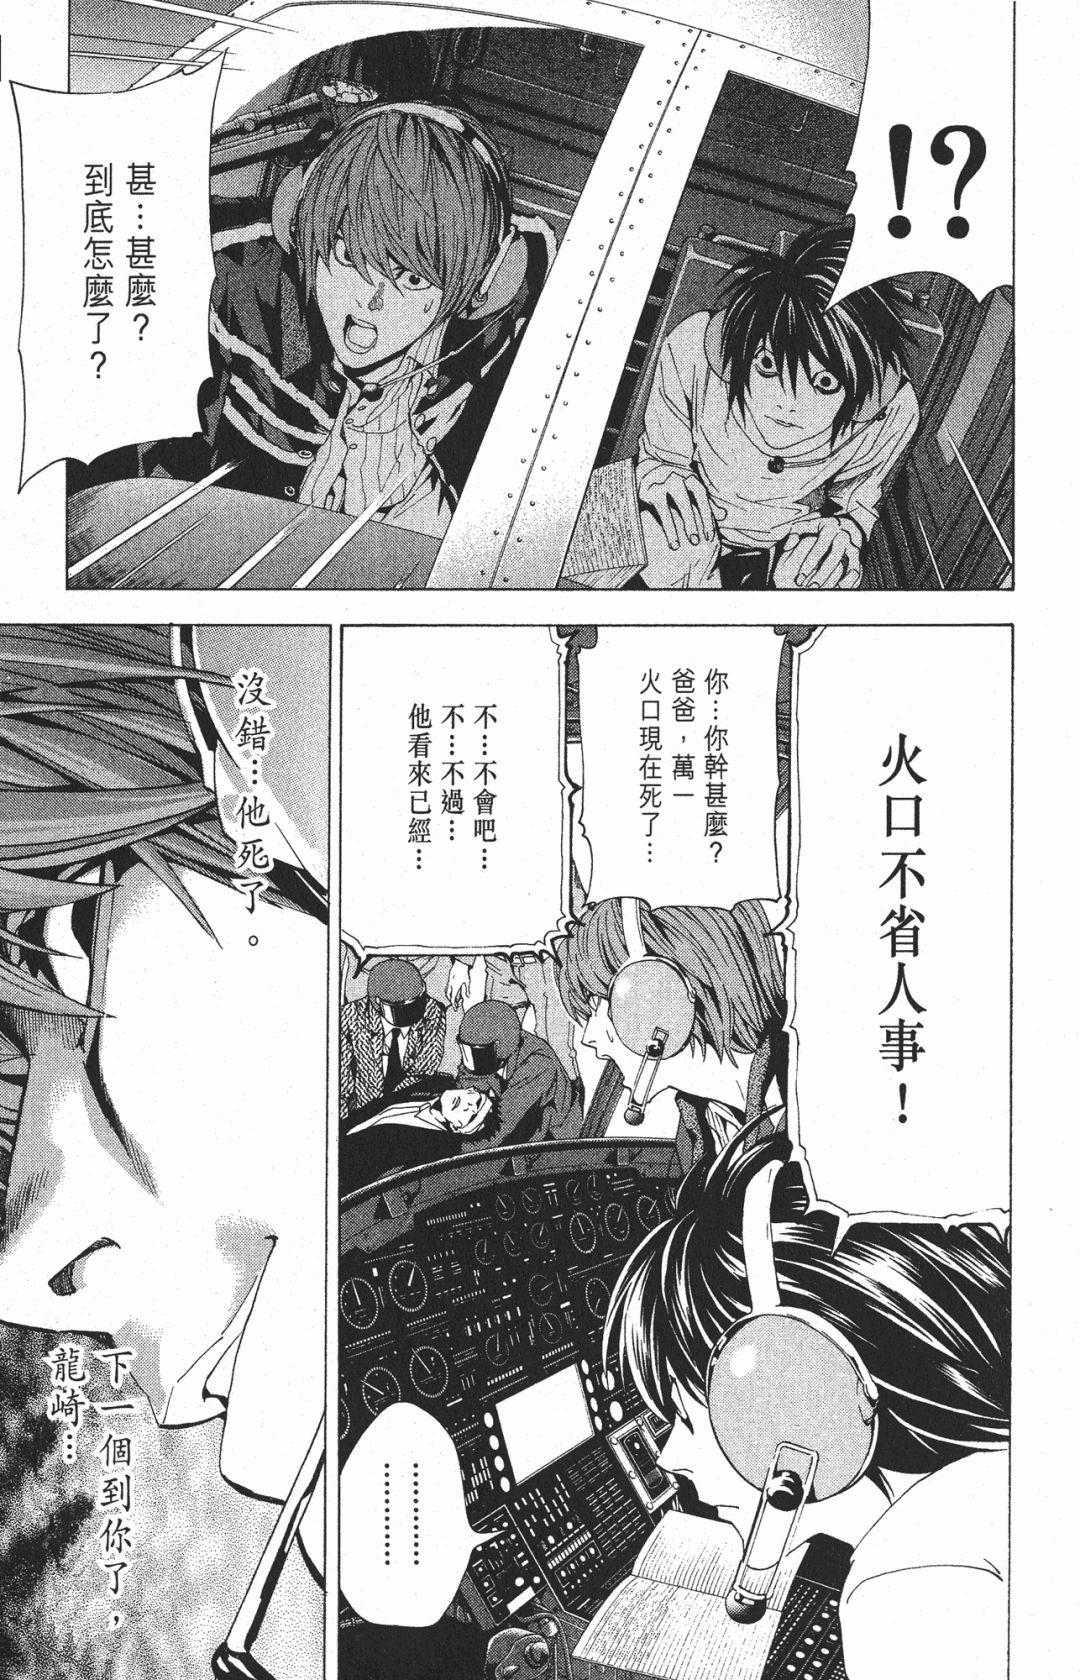 ！？
甚…甚麼？
到底怎麼了？
火口不省人事！
你…你幹甚麼？
爸爸，萬一
火口現在死了…
不…不會吧…
不…不過…
他看來已經…
………
………
沒錯…他死了。
下一個到你了，
龍崎…